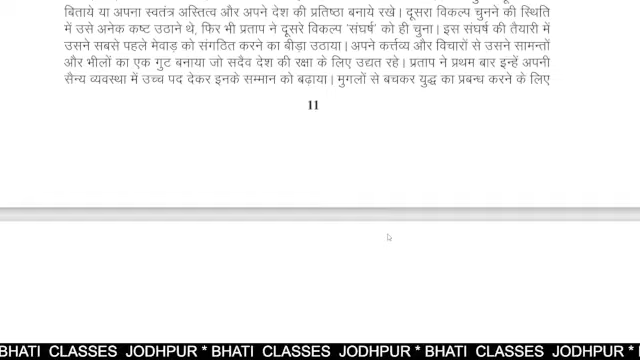 बिताये या अपना स्वतंत्र अस्तित्व और अपने देश की प्रतिष्ठा बनाये रखे। दूसरा विकल्प चुनने की स्थिति
में उसे अनेक कष्ट उठाने थे, फिर भी प्रताप ने दूसरे विकल्प 'संघर्ष' को ही चुना। इस संघर्ष की तैयारी में
उसने सबसे पहले मेवाड़ को संगठित करने का बीड़ा उठाया। अपने कर्त्तव्य और विचारों से उसने सामन्तों
और भीलों का एक गुट बनाया जो सदैव देश की रक्षा के लिए उद्यत रहे। प्रताप ने प्रथम बार इन्हें अपनी
सैन्य व्यवस्था में उच्च पद देकर इनके सम्मान को बढ़ाया। मुगलों से बचकर युद्ध का प्रबन्ध करने के लिए
11
BHATI CLASSES JODHPUR * BHATI CLASSES JODHPUR * BHATI CLASSES JODHPUR * BHATI CLASSES JODHPUR